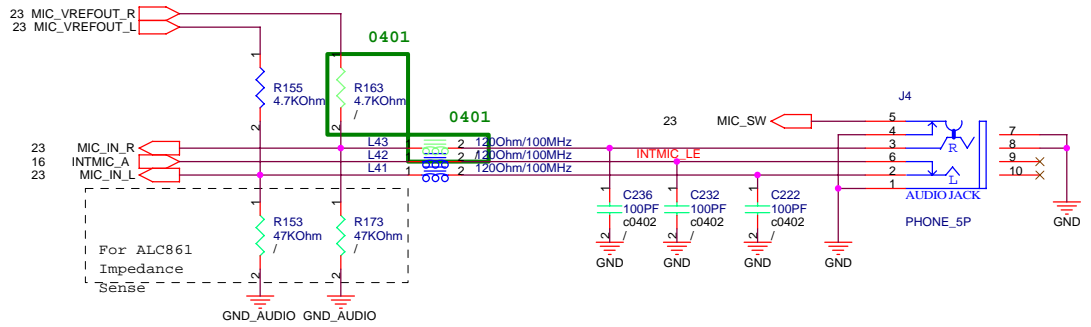 23 MIC_VREFOUT_R
23 MIC_VREFOUT_L
0401
1
1
R155
4.7KOhm
R163
4.7KOhm
/
2
2
0401
J4
23 MIC_SW
5
4
3
6
2
1
R
L
7
8
9
10
AUDIO JACK
PHONE_5P
23 MIC_IN_R
16 INTMIC_A
23 MIC_IN_L
L43
2
120Ohm/100MHz
L42
INTMIC_LE
L41
1
2
120Ohm/100MHz
1
1
R153
47KOhm
/
R173
47KOhm
/
2
2
For ALC861
Impedance
Sense
GND_AUDIO
GND_AUDIO
1
C236
100PF
c0402
/
2
GND
1
C232
100PF
c0402
/
2
GND
1
C222
100PF
c0402
/
2
GND
GND
GND